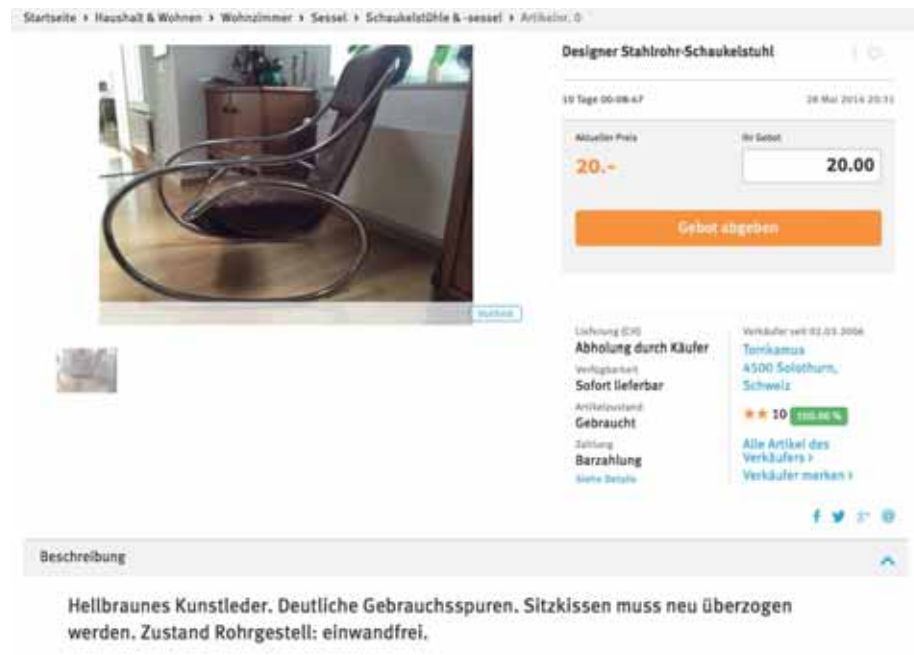 Startseite › Haushalt & Wohnen › Wohnzimmer › Sessel › Schaukelstühle & -sessel › Artikelnr. 0
Designer Stahlrohr-Schaukelstuhl
10 Tage 00:08:47
28 Mai 2014 20:31
Aktueller Preis
Ihr Gebot
20.-
20.00
Gebot abgeben
Lieferung (CH)
Abholung durch Käufer
Verfügbarkeit
Sofort lieferbar
Artikelzustand
Gebraucht
Zahlung
Barzahlung
Siehe Details
Verkäufer seit 02.03.2006
Torrikamus
4500 Solothurn,
Schweiz
10 100.00 %
Alle Artikel des
Verkäufers ›
Verkäufer merken ›
Beschreibung
Hellbraunes Kunstleder. Deutliche Gebrauchsspuren. Sitzkissen muss neu überzogen
werden. Zustand Rohrgestell: einwandfrei.